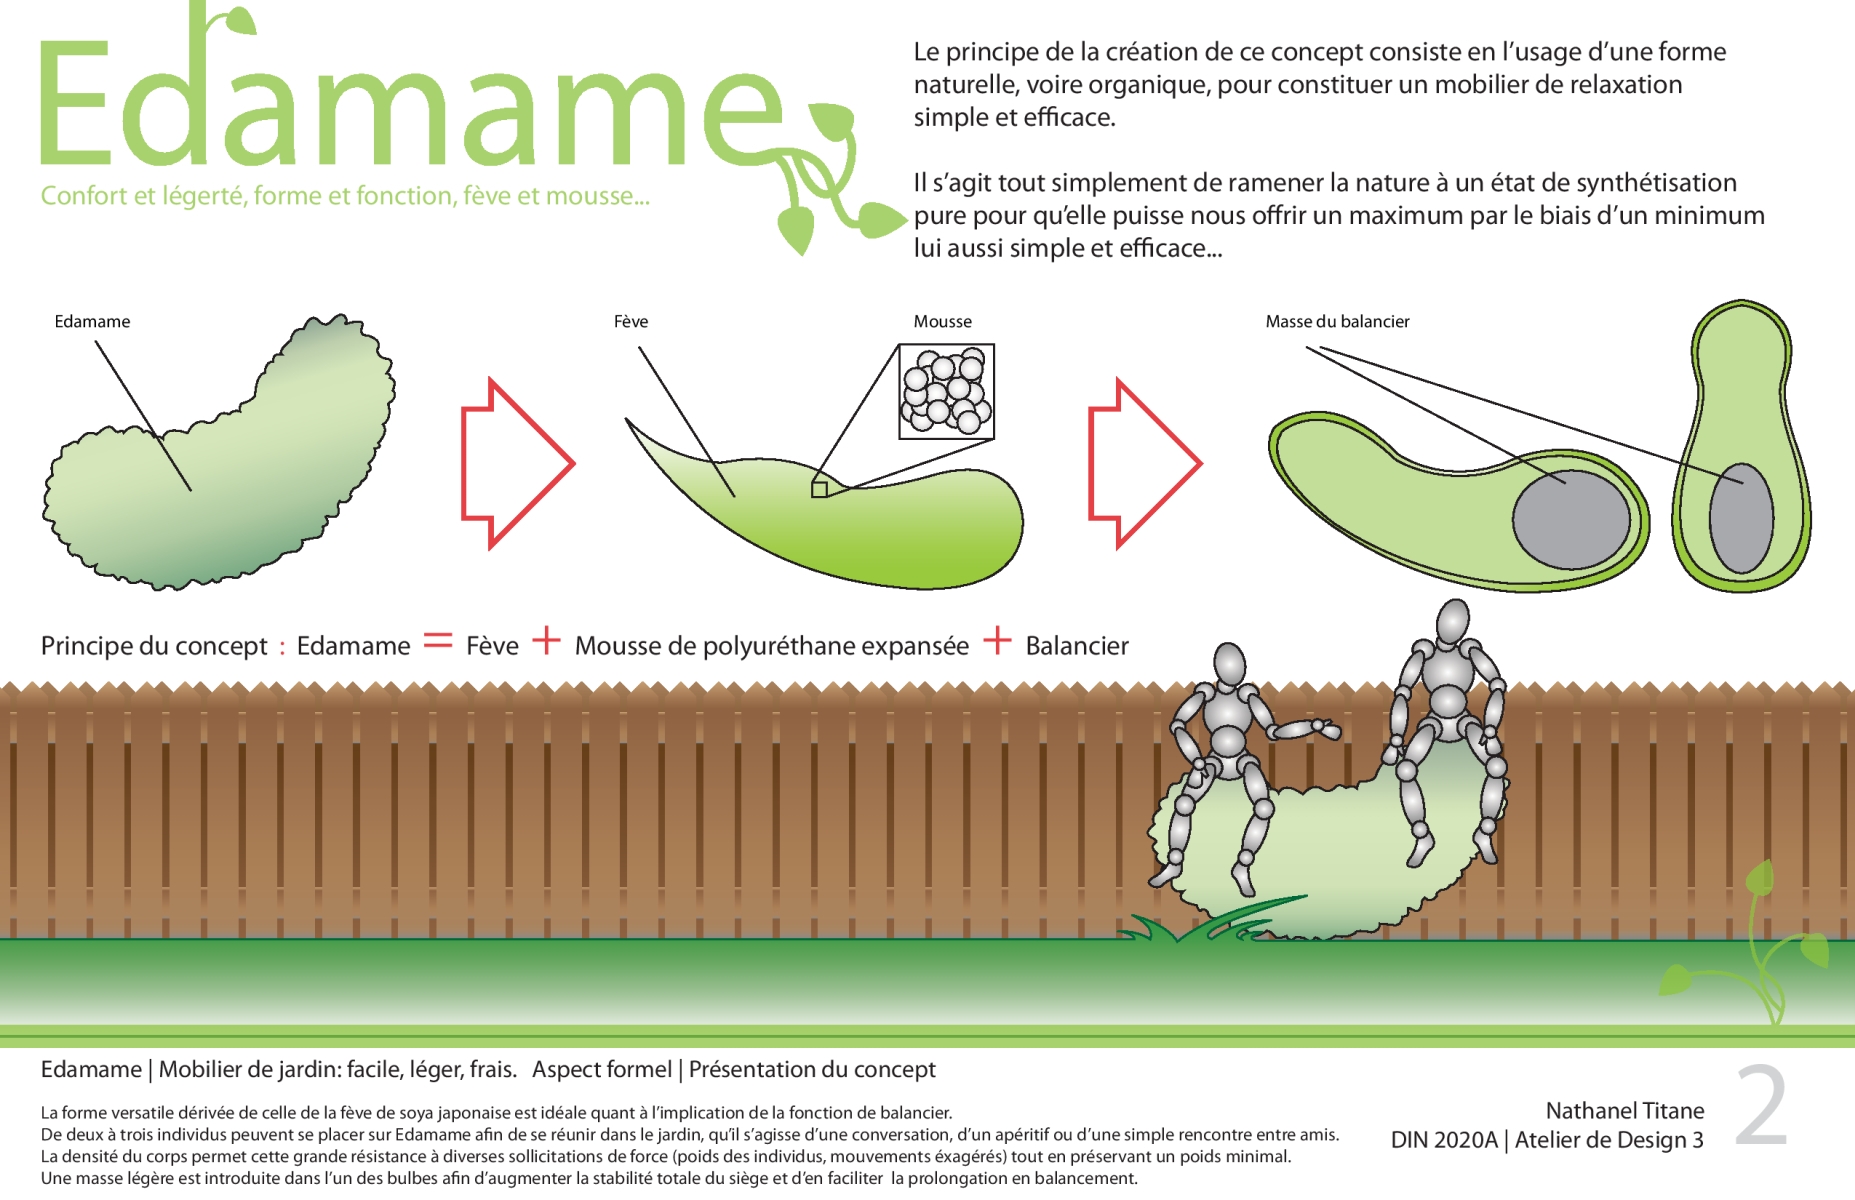 Edamame
Confort et légerté, forme et fonction, fève et mousse...
Le principe de la création de ce concept consiste en l’usage d’une forme
naturelle, voire organique, pour constituer un mobilier de relaxation
simple et efficace.
Il s’agit tout simplement de ramener la nature à un état de synthétisation
pure pour qu’elle puisse nous offrir un maximum par le biais d’un minimum
lui aussi simple et efficace...
Edamame
Fève
Mousse
Masse du balancier
Principe du concept : Edamame = Fève + Mousse de polyuréthane expansée + Balancier
Edamame | Mobilier de jardin: facile, léger, frais. Aspect formel | Présentation du concept
La forme versatile dérivée de celle de la fève de soya japonaise est idéale quant à l’implication de la fonction de balancier.
De deux à trois individus peuvent se placer sur Edamame afin de se réunir dans le jardin, qu’il s’agisse d’une conversation, d’un apéritif ou d’une simple rencontre entre amis.
La densité du corps permet cette grande résistance à diverses sollicitations de force (poids des individus, mouvements éxagérés) tout en préservant un poids minimal.
Une masse légère est introduite dans l’un des bulbes afin d’augmenter la stabilité totale du siège et d’en faciliter la prolongation en balancement.
Nathanel Titane
DIN 2020A | Atelier de Design 3
2